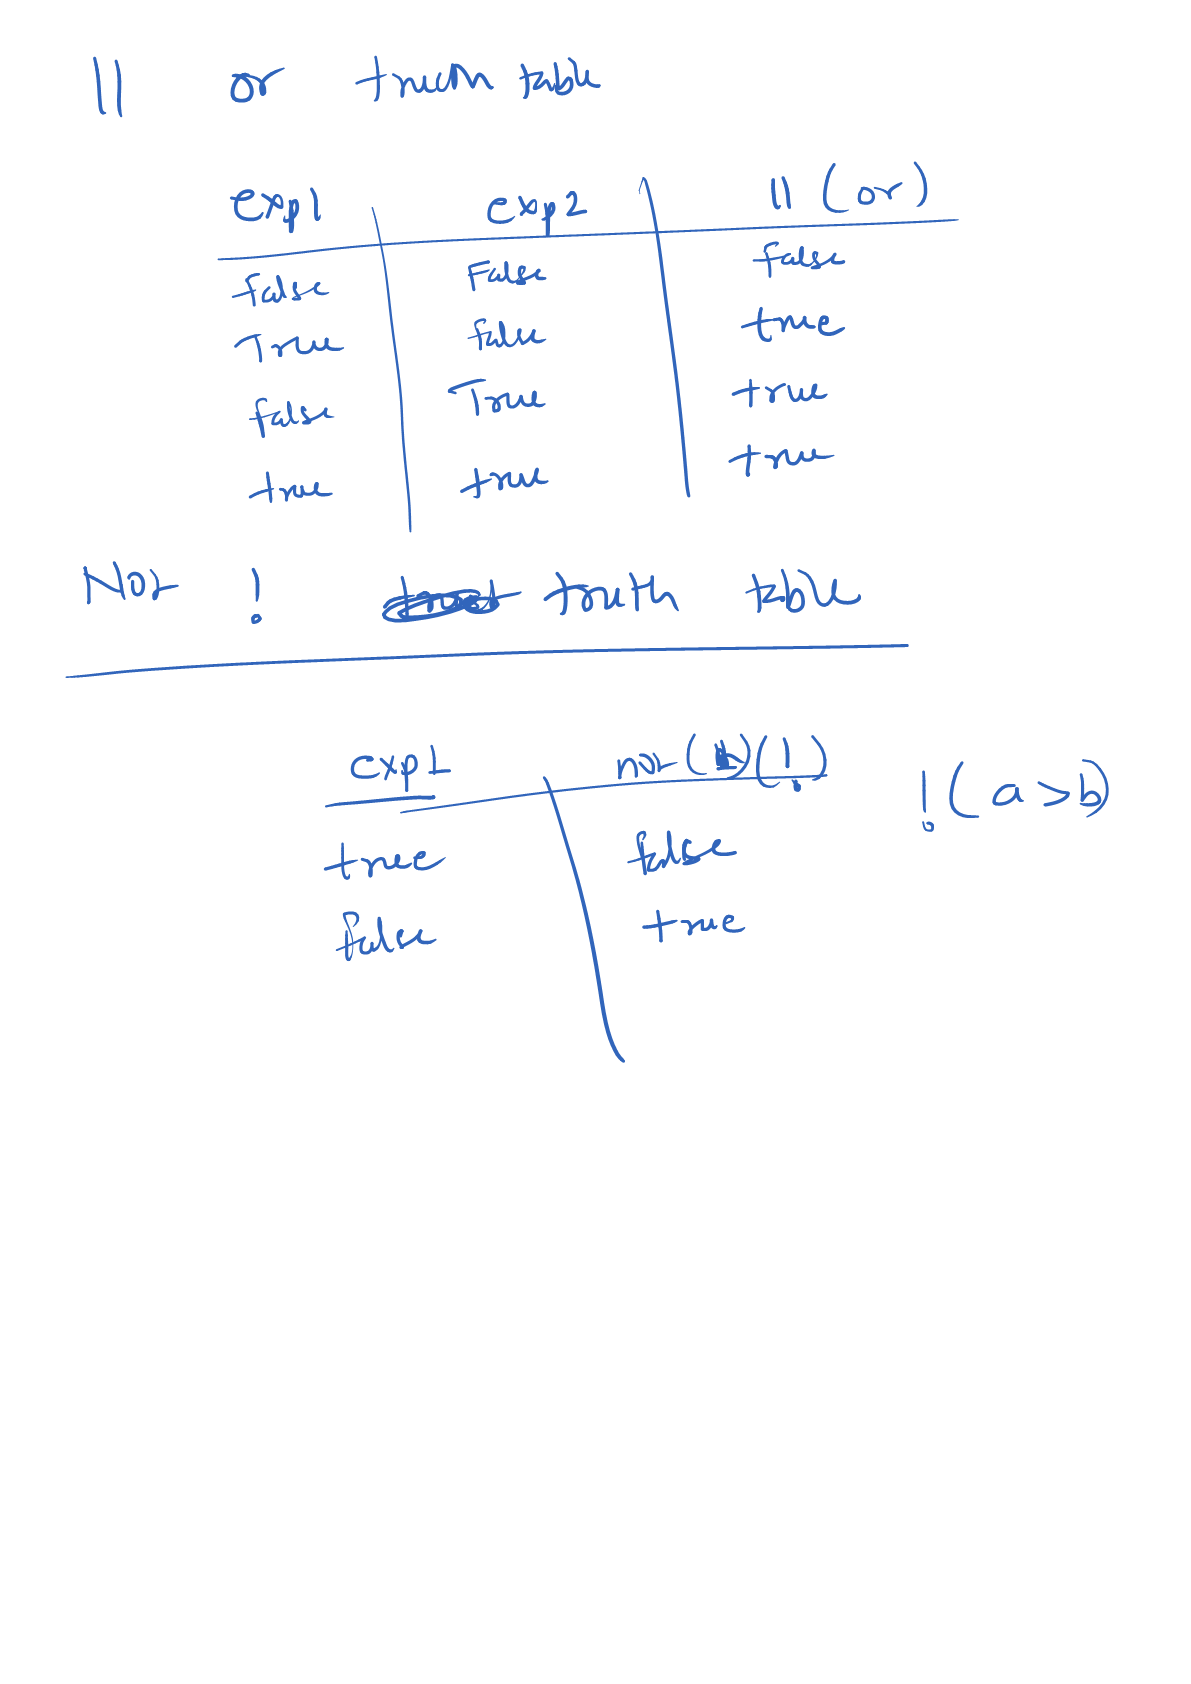 || or truth table
exp1 exp2 || (or)
false False false
True false true
false True true
true true true
Not ! truth table
exp1 not ( ) (!) !(a>b)
true false
false true